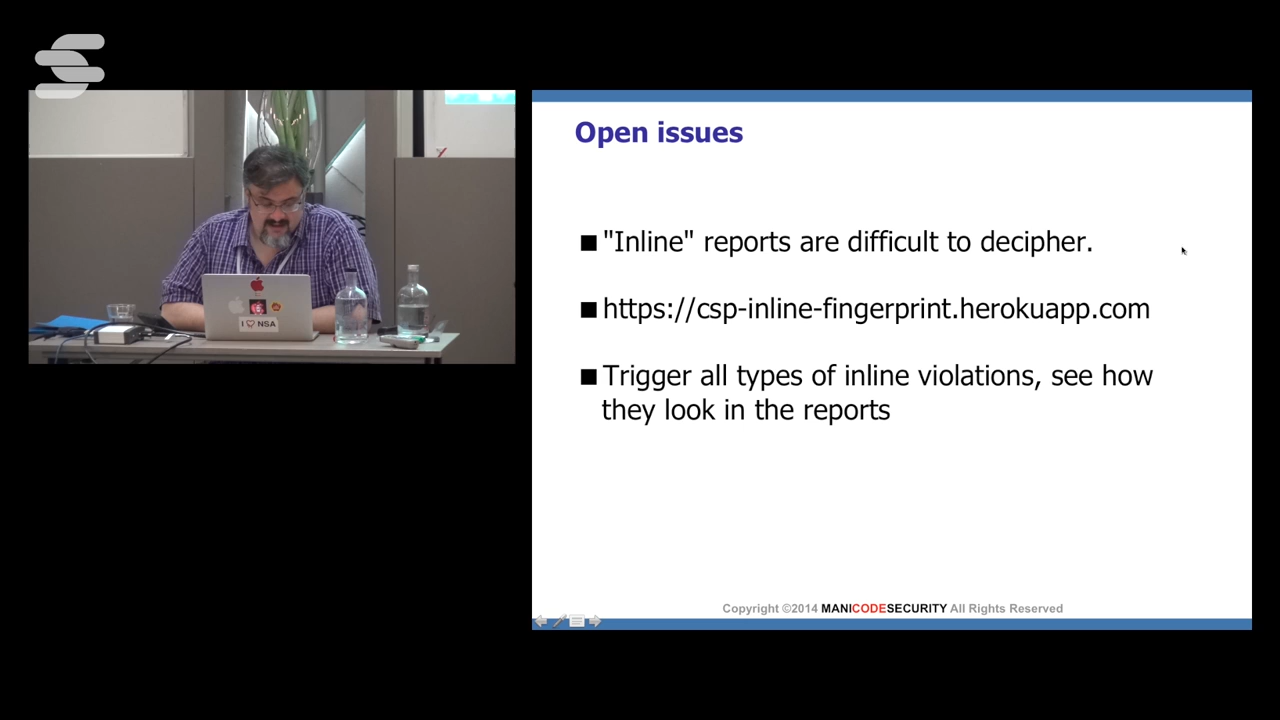 Open issues
"Inline" reports are difficult to decipher.
https://csp-inline-fingerprint.herokuapp.com
Trigger all types of inline violations, see how
they look in the reports
Copyright ©2014 MANICODESECURITY All Rights Reserved
I ♡ NSA